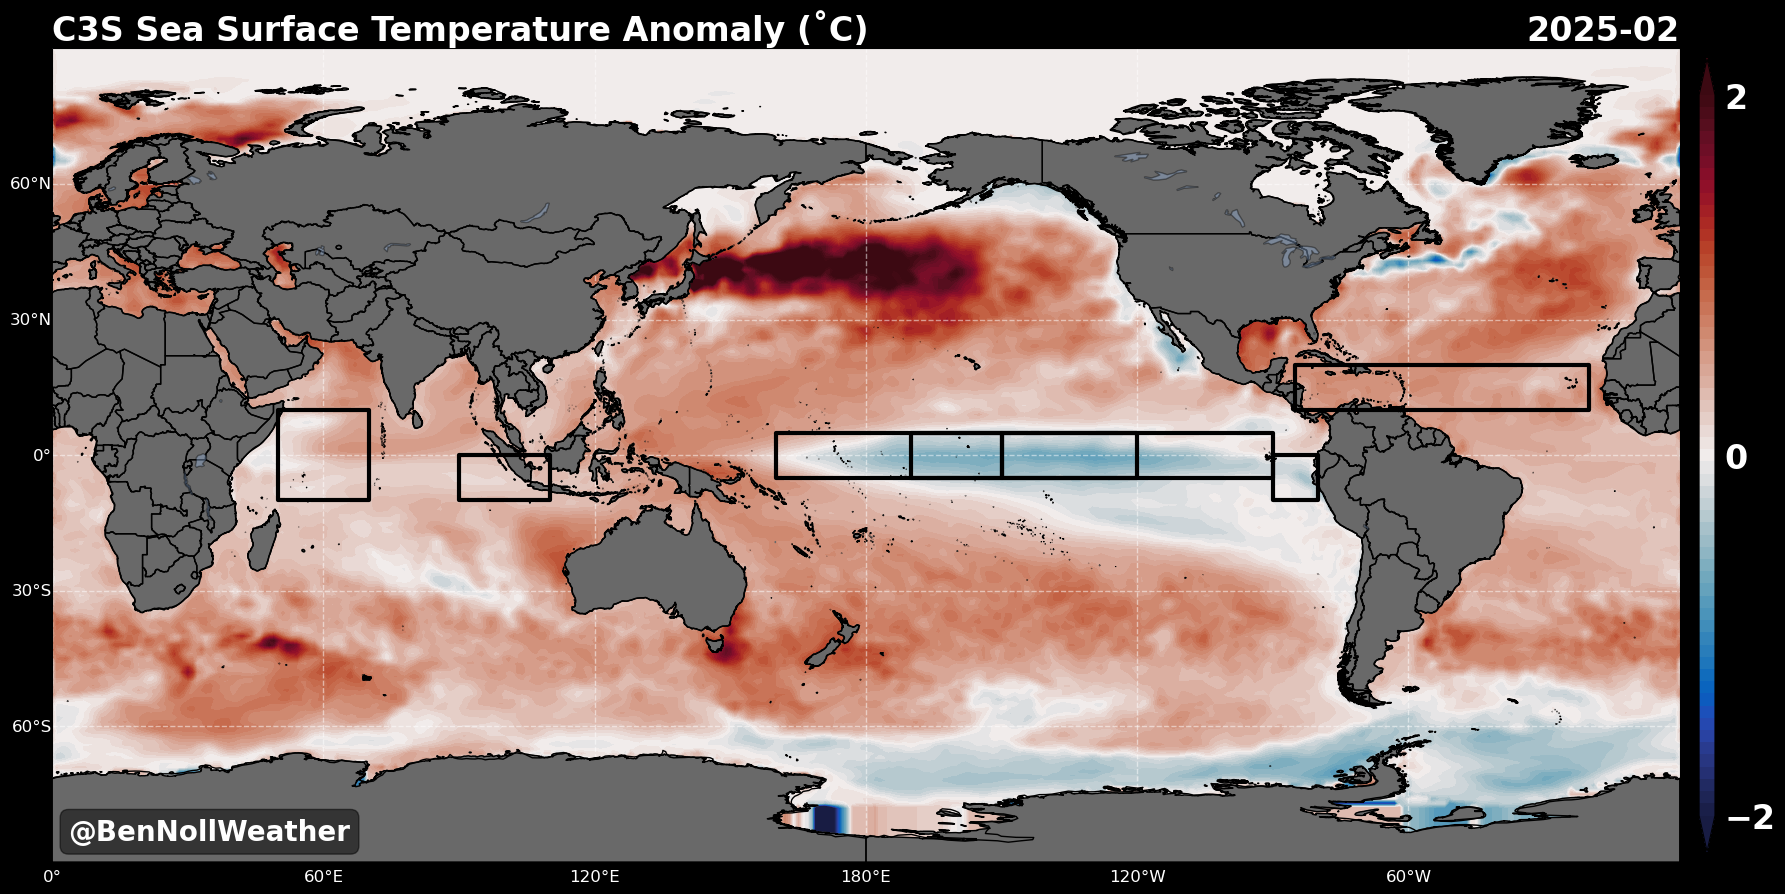 C3S Sea Surface Temperature Anomaly (˚C)
2025-02
2
0
−2
60°N
30°N
0°
30°S
60°S
@BenNollWeather
0°
60°E
120°E
180°E
120°W
60°W